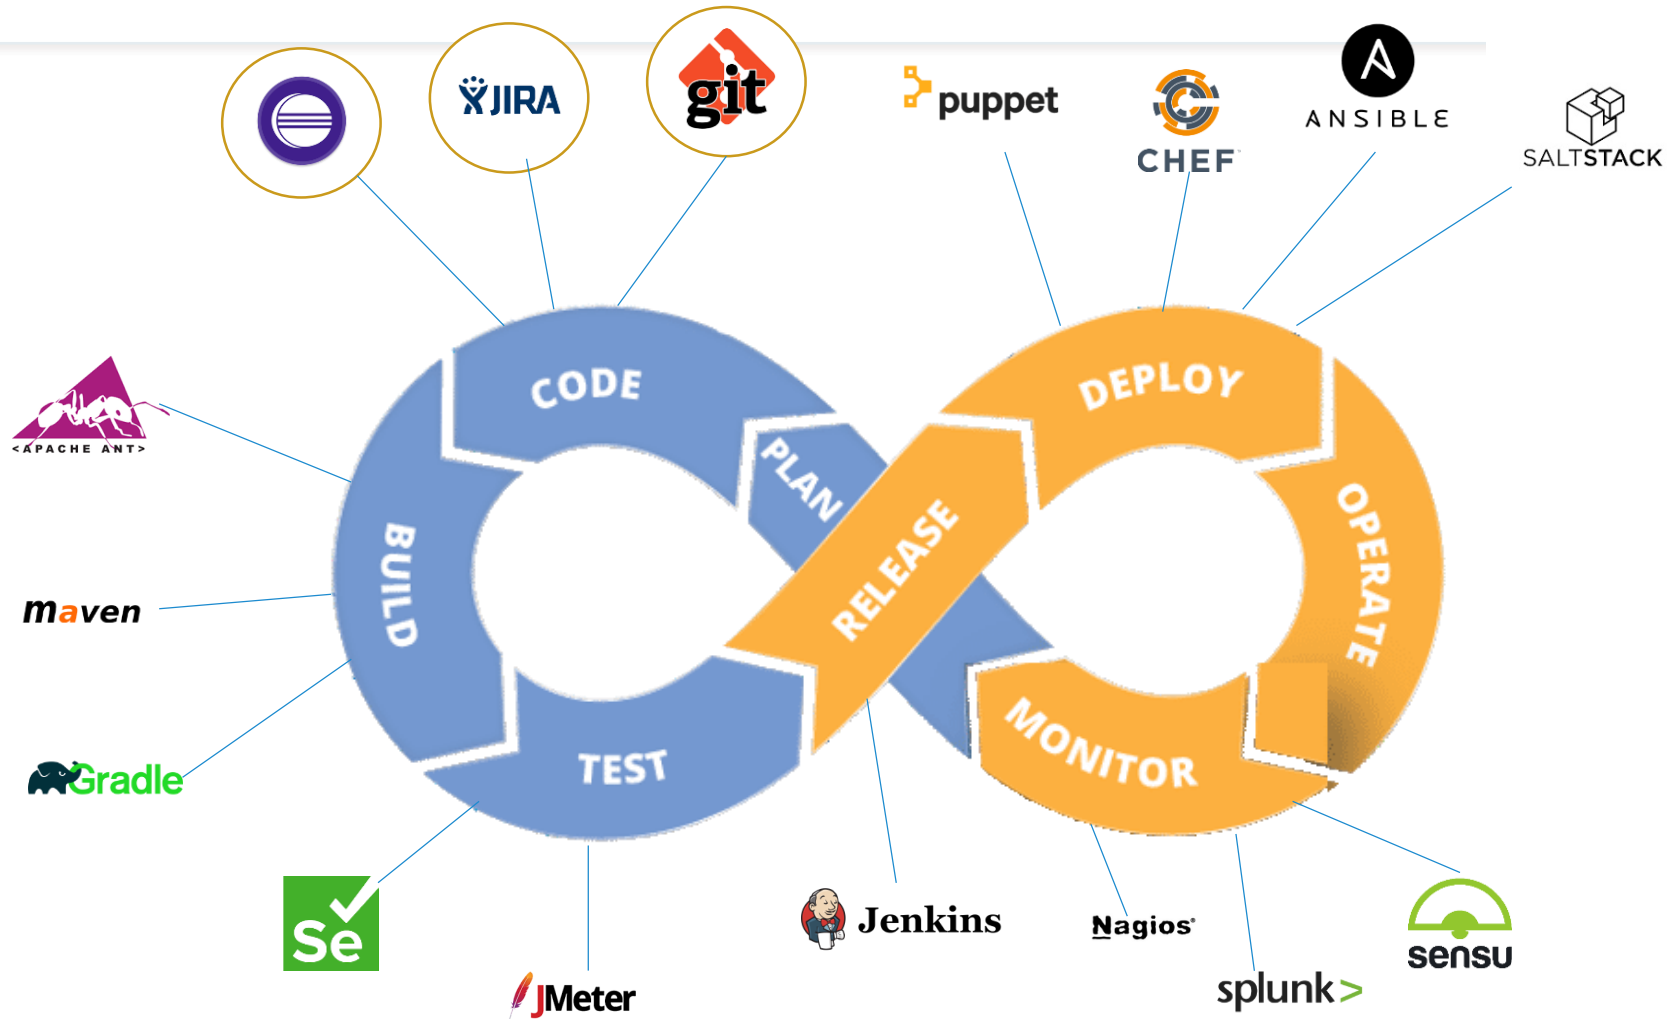 JIRA
git
puppet
CHEF
ANSIBLE
SALTSTACK
<APACHE ANT>
maven
Gradle
CODE
PLAN
BUILD
TEST
RELEASE
DEPLOY
OPERATE
MONITOR
Se
JMeter
Jenkins
Nagios®
splunk>
sensu